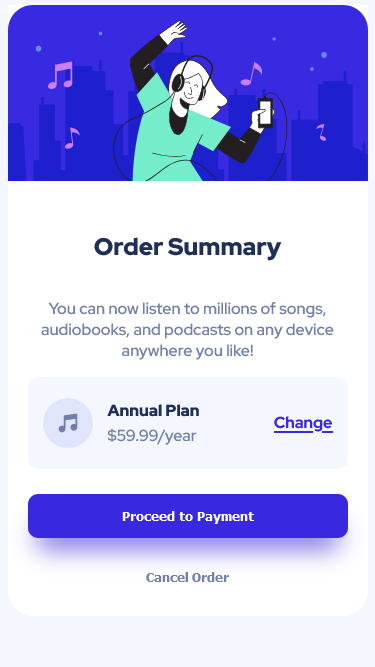 Order Summary
You can now listen to millions of songs,
audiobooks, and podcasts on any device
anywhere you like!
Annual Plan
$59.99/year
Change
Proceed to Payment
Cancel Order